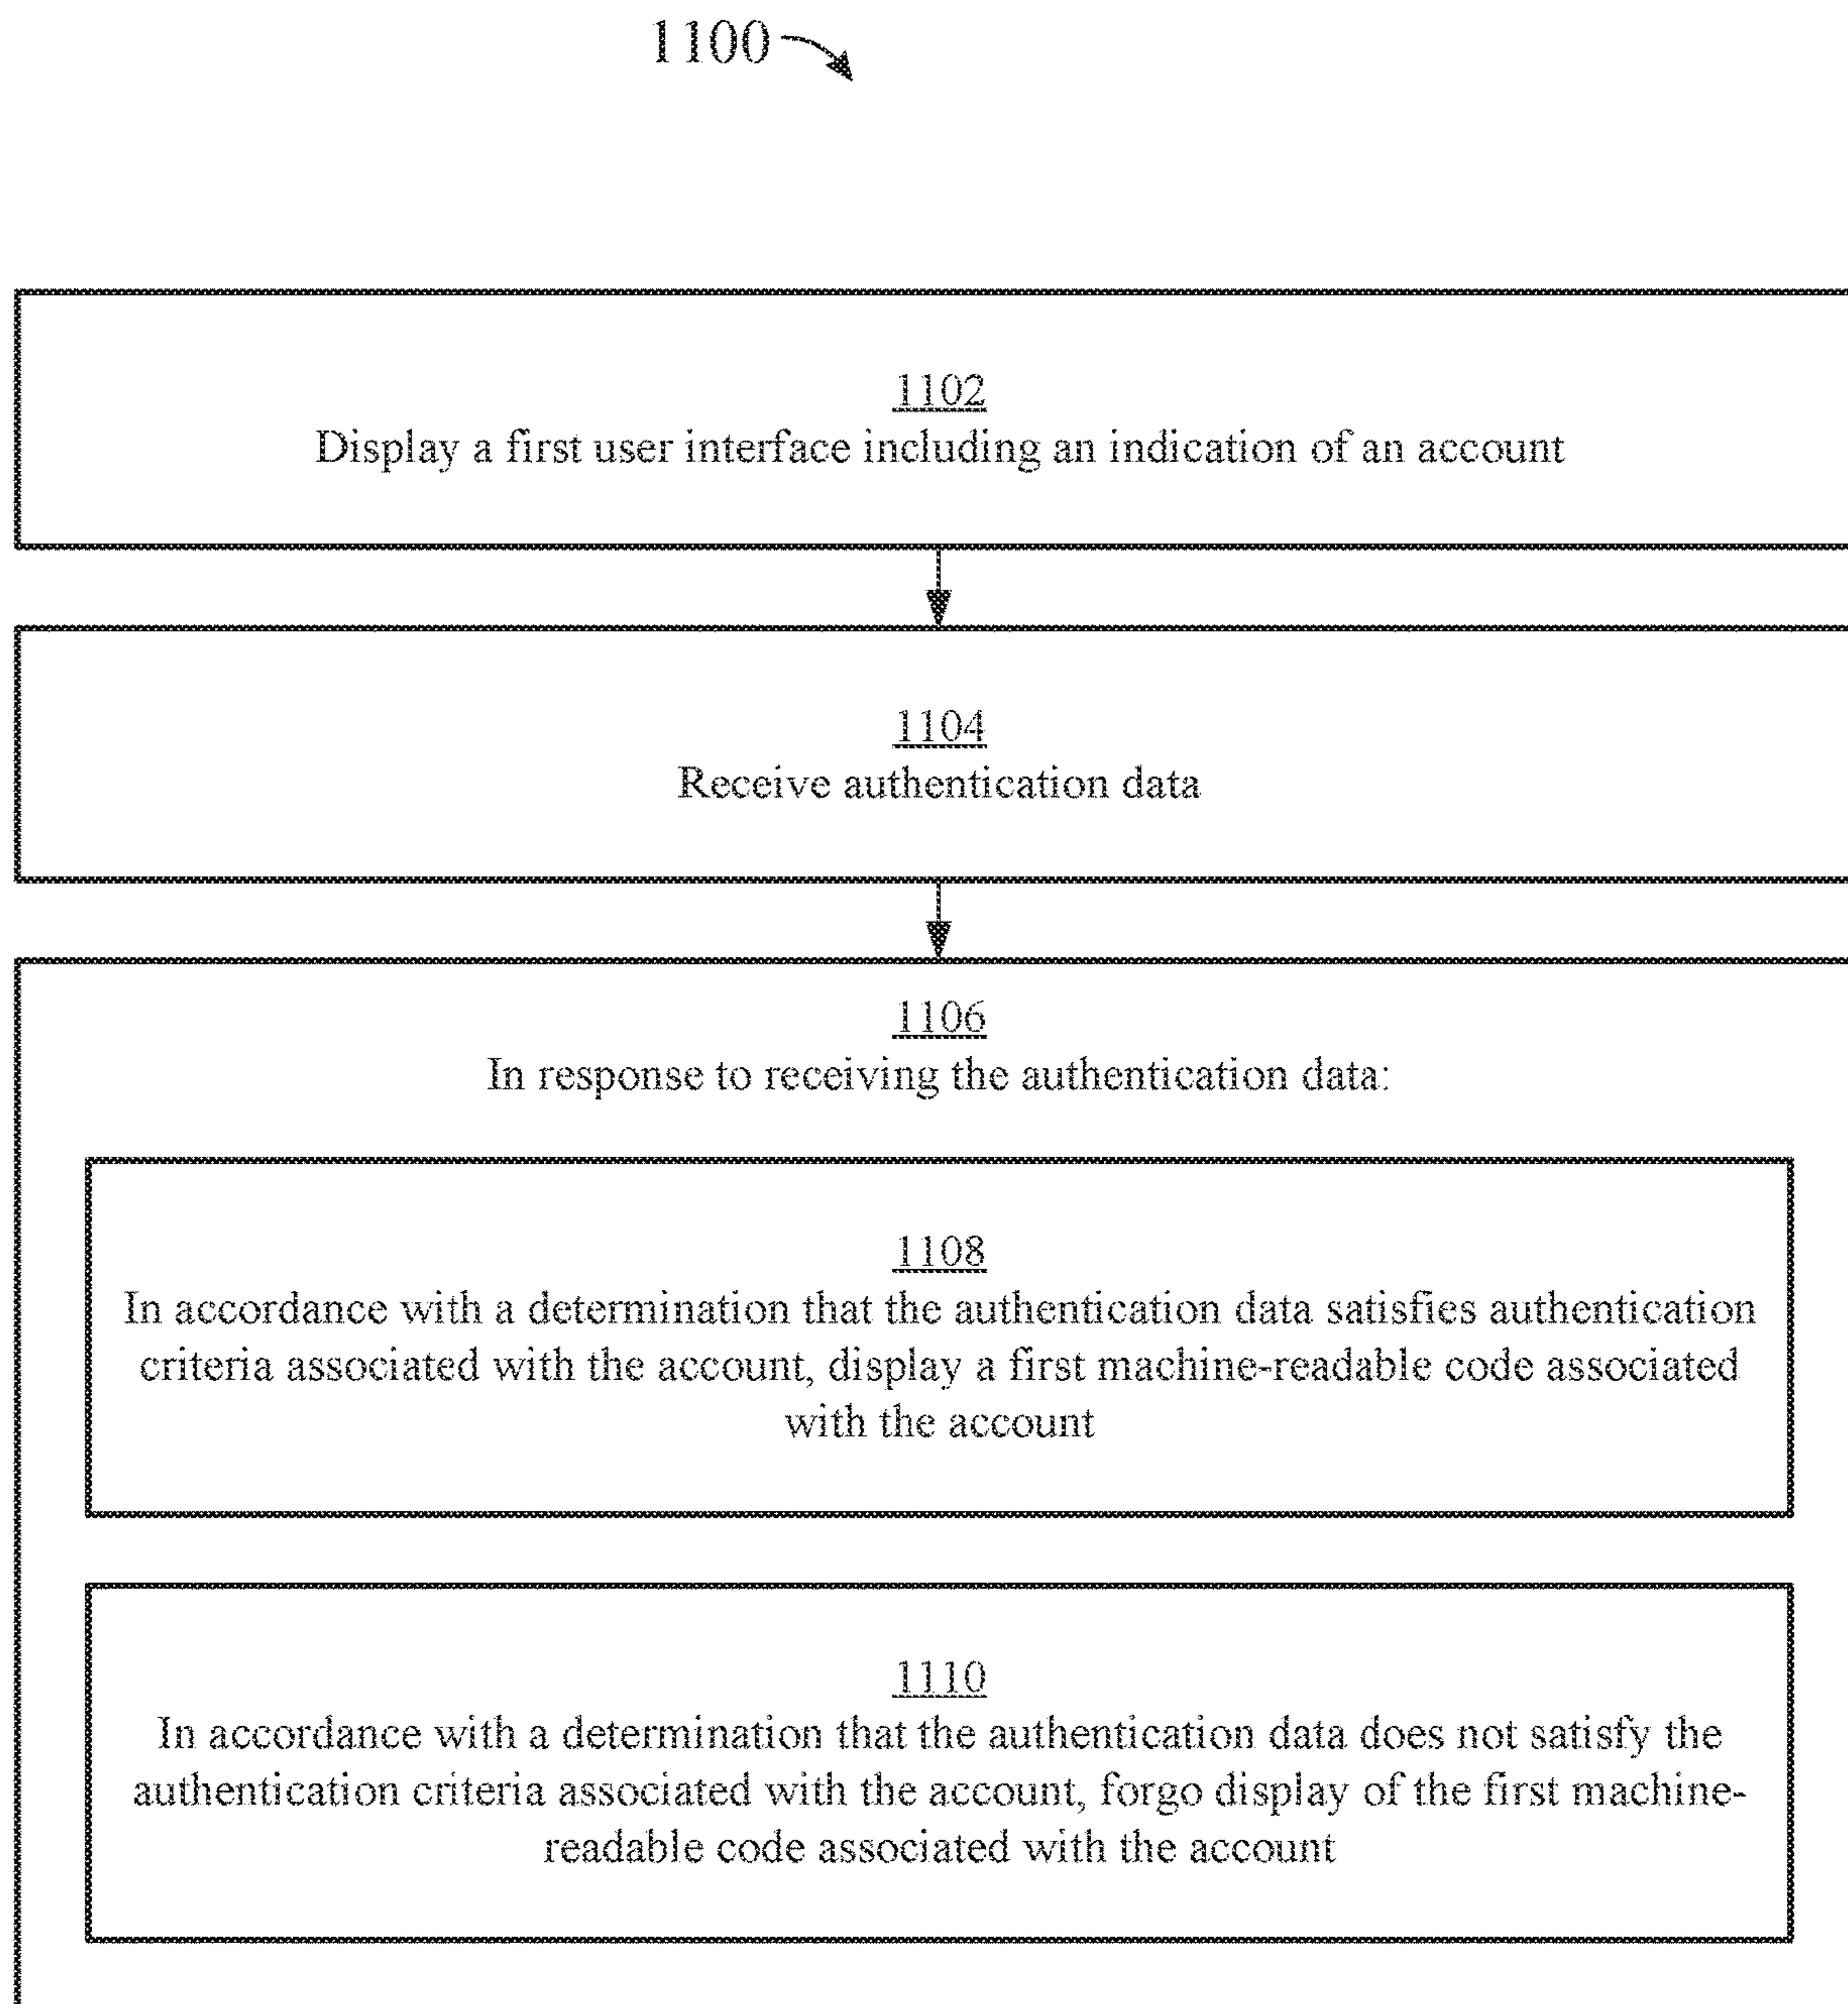 1100
1102
Display a first user interface including an indication of an account
1104
Receive authentication data
1106
In response to receiving the authentication data:
1108
In accordance with a determination that the authentication data satisfies authentication
criteria associated with the account, display a first machine-readable code associated
with the account
1110
In accordance with a determination that the authentication data does not satisfy the
authentication criteria associated with the account, forgo display of the first machine-
readable code associated with the account